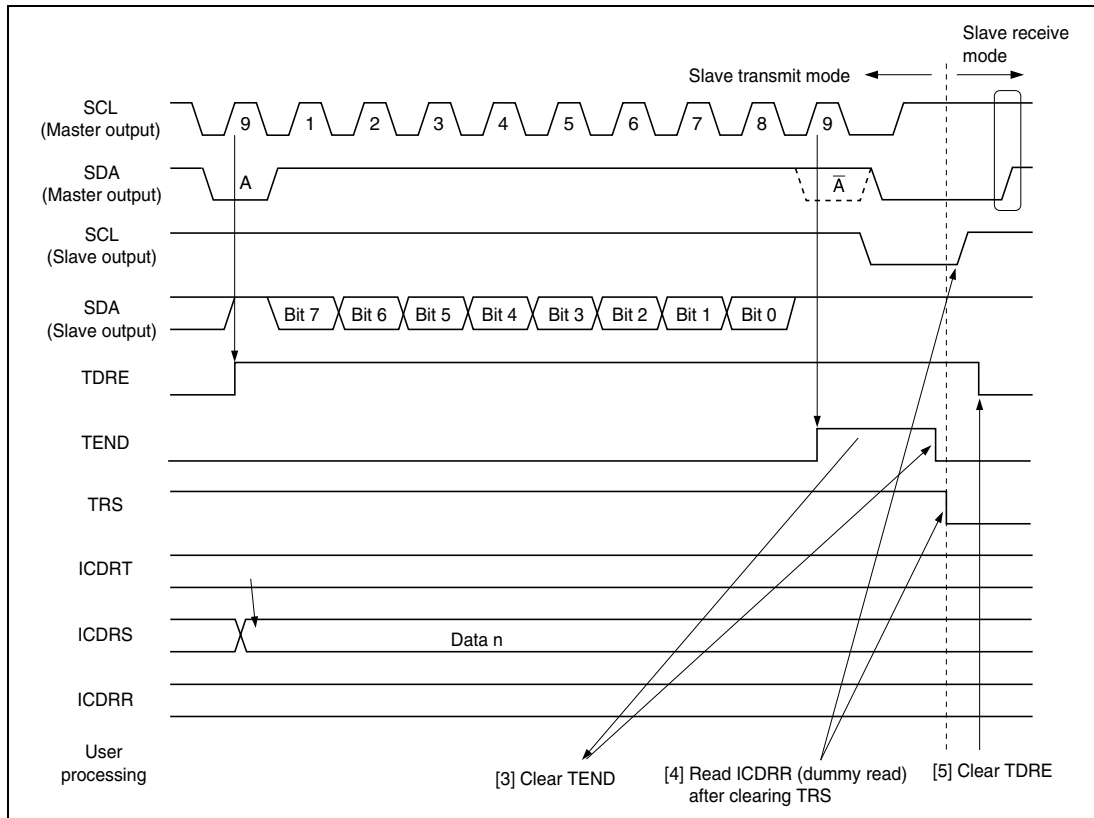 Slave receive
mode
Slave transmit mode
SCL
(Master output)
9 1 2 3 4 5 6 7 8 9
SDA
(Master output)
A A̅
SCL
(Slave output)
SDA
(Slave output)
Bit 7 Bit 6 Bit 5 Bit 4 Bit 3 Bit 2 Bit 1 Bit 0
TDRE
TEND
TRS
ICDRT
ICDRS
Data n
ICDRR
User
processing
[3] Clear TEND
[4] Read ICDRR (dummy read)
after clearing TRS
[5] Clear TDRE